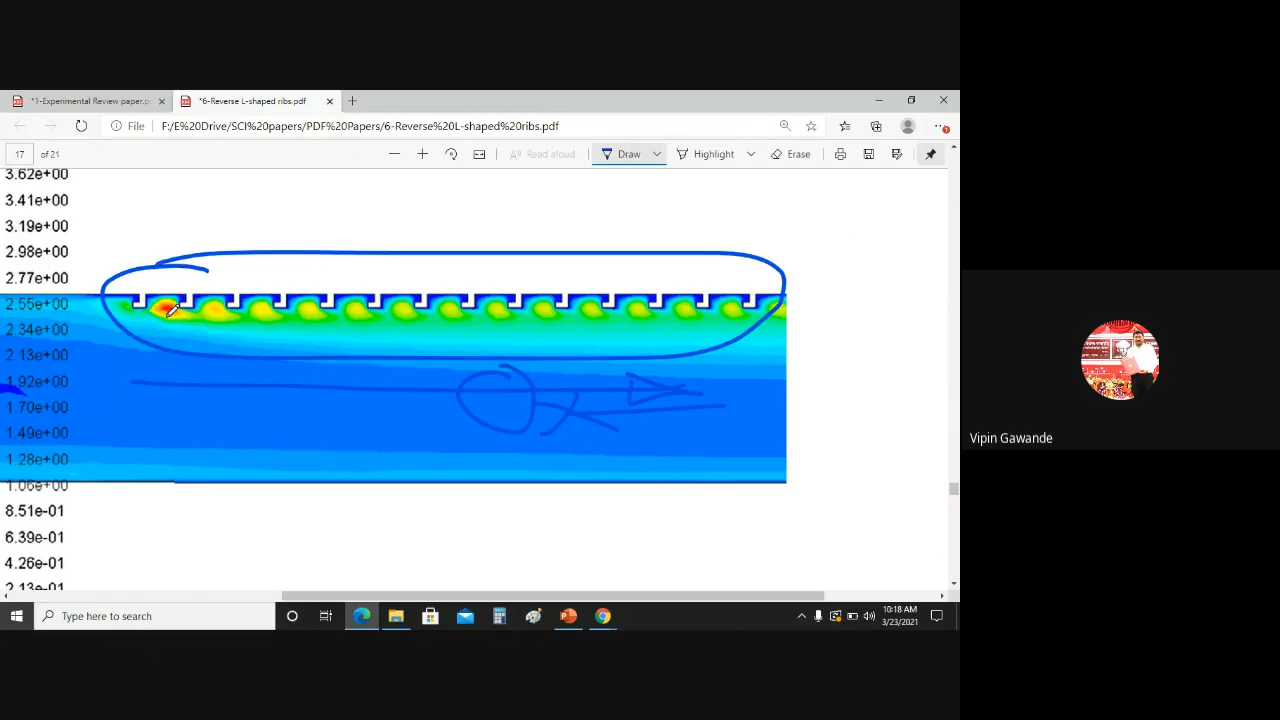 *1-Experimental Review paper.p
*6-Reverse L-shaped ribs.pdf
File
F:/E%20Drive/SCI%20papers/PDF%20Papers/6-Reverse%20L-shaped%20ribs.pdf
17 of 21
Read aloud
Draw
Highlight
Erase
3.62e+00
3.41e+00
3.19e+00
2.98e+00
2.77e+00
2.55e+00
2.34e+00
2.13e+00
1.92e+00
1.70e+00
1.49e+00
1.28e+00
1.06e+00
8.51e-01
6.39e-01
4.26e-01
2.13e-01
Vipin Gawande
Type here to search
10:18 AM
3/23/2021